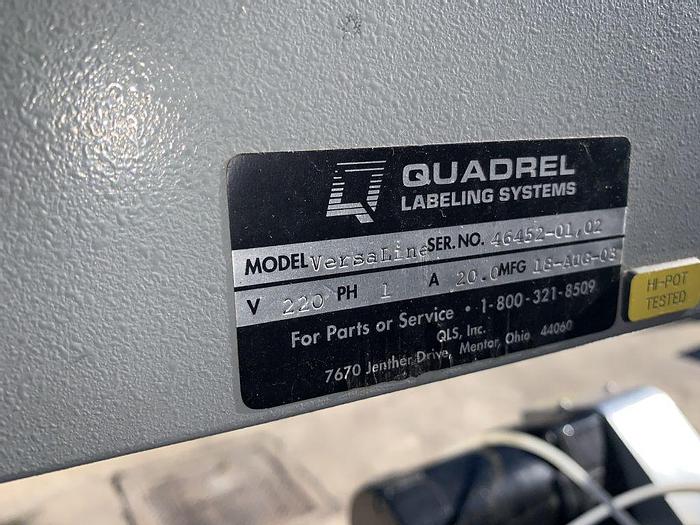 QUADREL
LABELING SYSTEMS
MODEL VersaLine SER. NO. 46452-01,02
V 220 PH 1 A 20.0 MFG 18-AUG-03
For Parts or Service • 1-800-321-8509
QLS, Inc.
7670 Jenther Drive, Mentor, Ohio 44060
HI-POT
TESTED